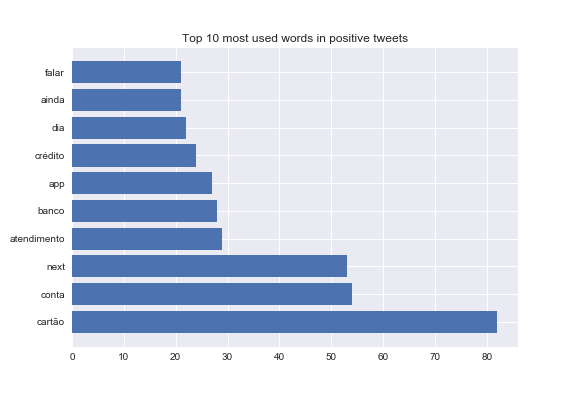 Top 10 most used words in positive tweets
falar
ainda
dia
crédito
app
banco
atendimento
next
conta
cartão
0 10 20 30 40 50 60 70 80